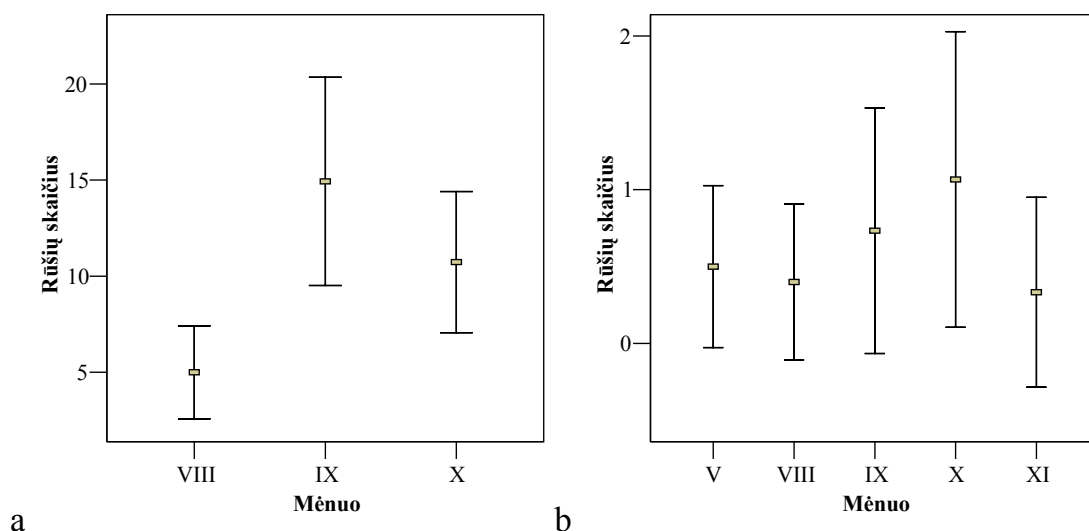 Rūšių skaičius
20
15
10
5
VIII IX X
Mėnuo
a
Rūšių skaičius
2
1
0
V VIII IX X XI
Mėnuo
b